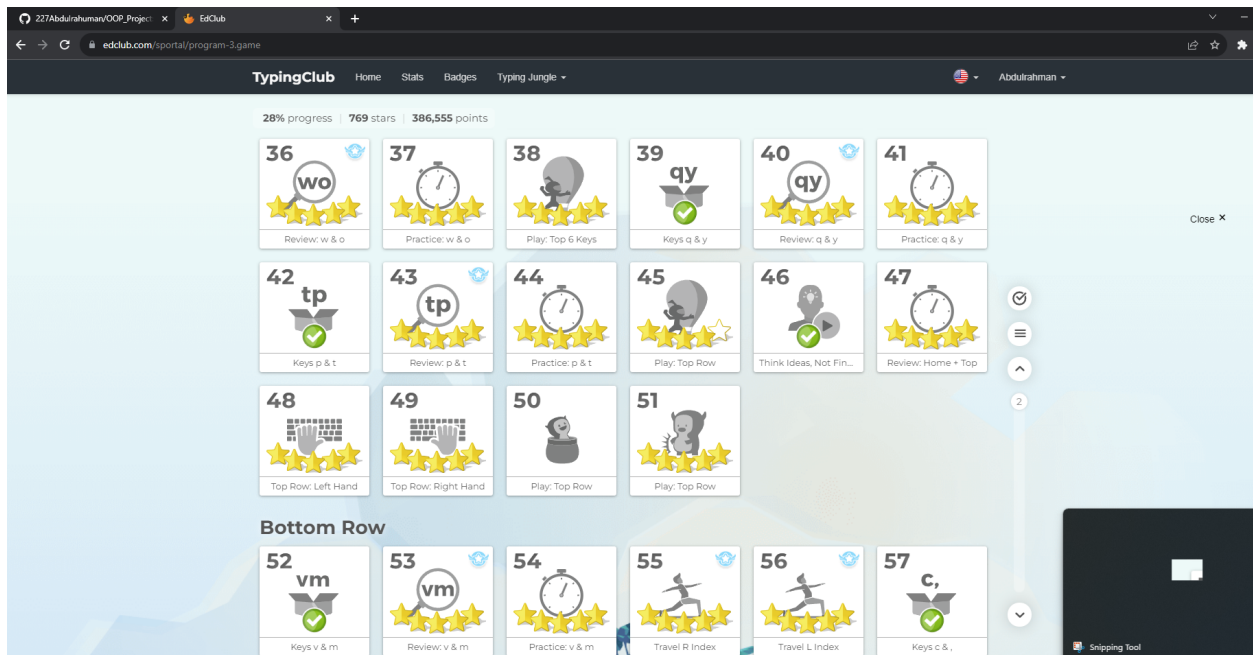 227Abdulrahuman/OOP_Project
EdClub
edclub.com/sportal/program-3.game
TypingClub Home Stats Badges Typing Jungle
Abdulrahman
28% progress | 769 stars | 386,555 points
36 37 38 39 40 41
wo qy qy
Review: w & o Practice: w & o Play: Top 6 Keys Keys q & y Review: q & y Practice: q & y
Close ×
42 43 44 45 46 47
tp tp
Keys p & t Review: p & t Practice: p & t Play: Top Row Think Ideas, Not Fin... Review: Home + Top
2
48 49 50 51
Top Row: Left Hand Top Row: Right Hand Play: Top Row Play: Top Row
Bottom Row
52 53 54 55 56 57
vm vm c,
Keys v & m Review: v & m Practice: v & m Travel R Index Travel L Index Keys c & ,
Snipping Tool